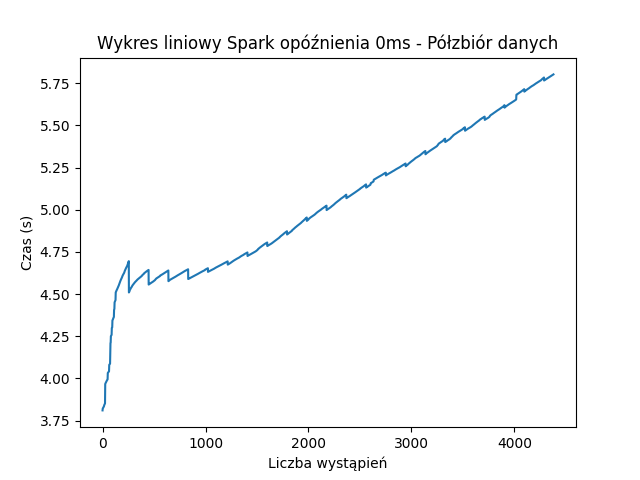 Wykres liniowy Spark opóźnienia 0ms - Półzbiór danych
5.75
5.50
5.25
5.00
4.75
4.50
4.25
4.00
3.75
Czas (s)
0 1000 2000 3000 4000
Liczba wystąpień